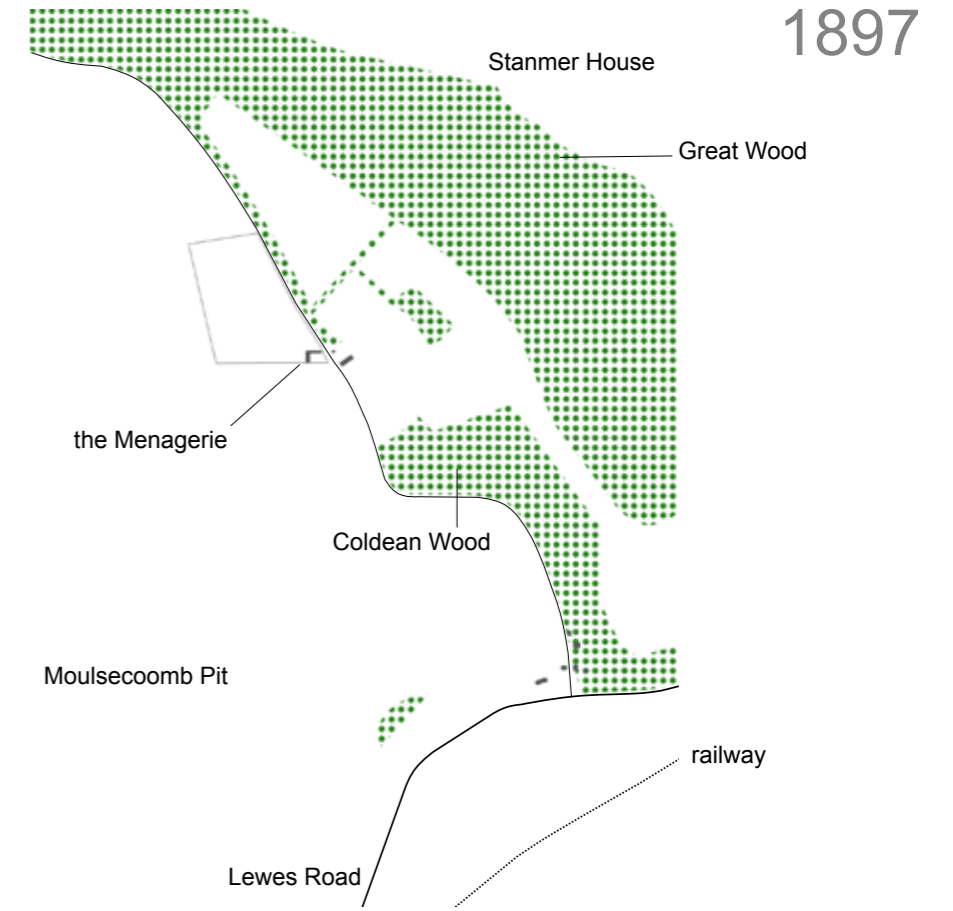 1897
Stanmer House
Great Wood
the Menagerie
Coldean Wood
Moulsecoomb Pit
railway
Lewes Road